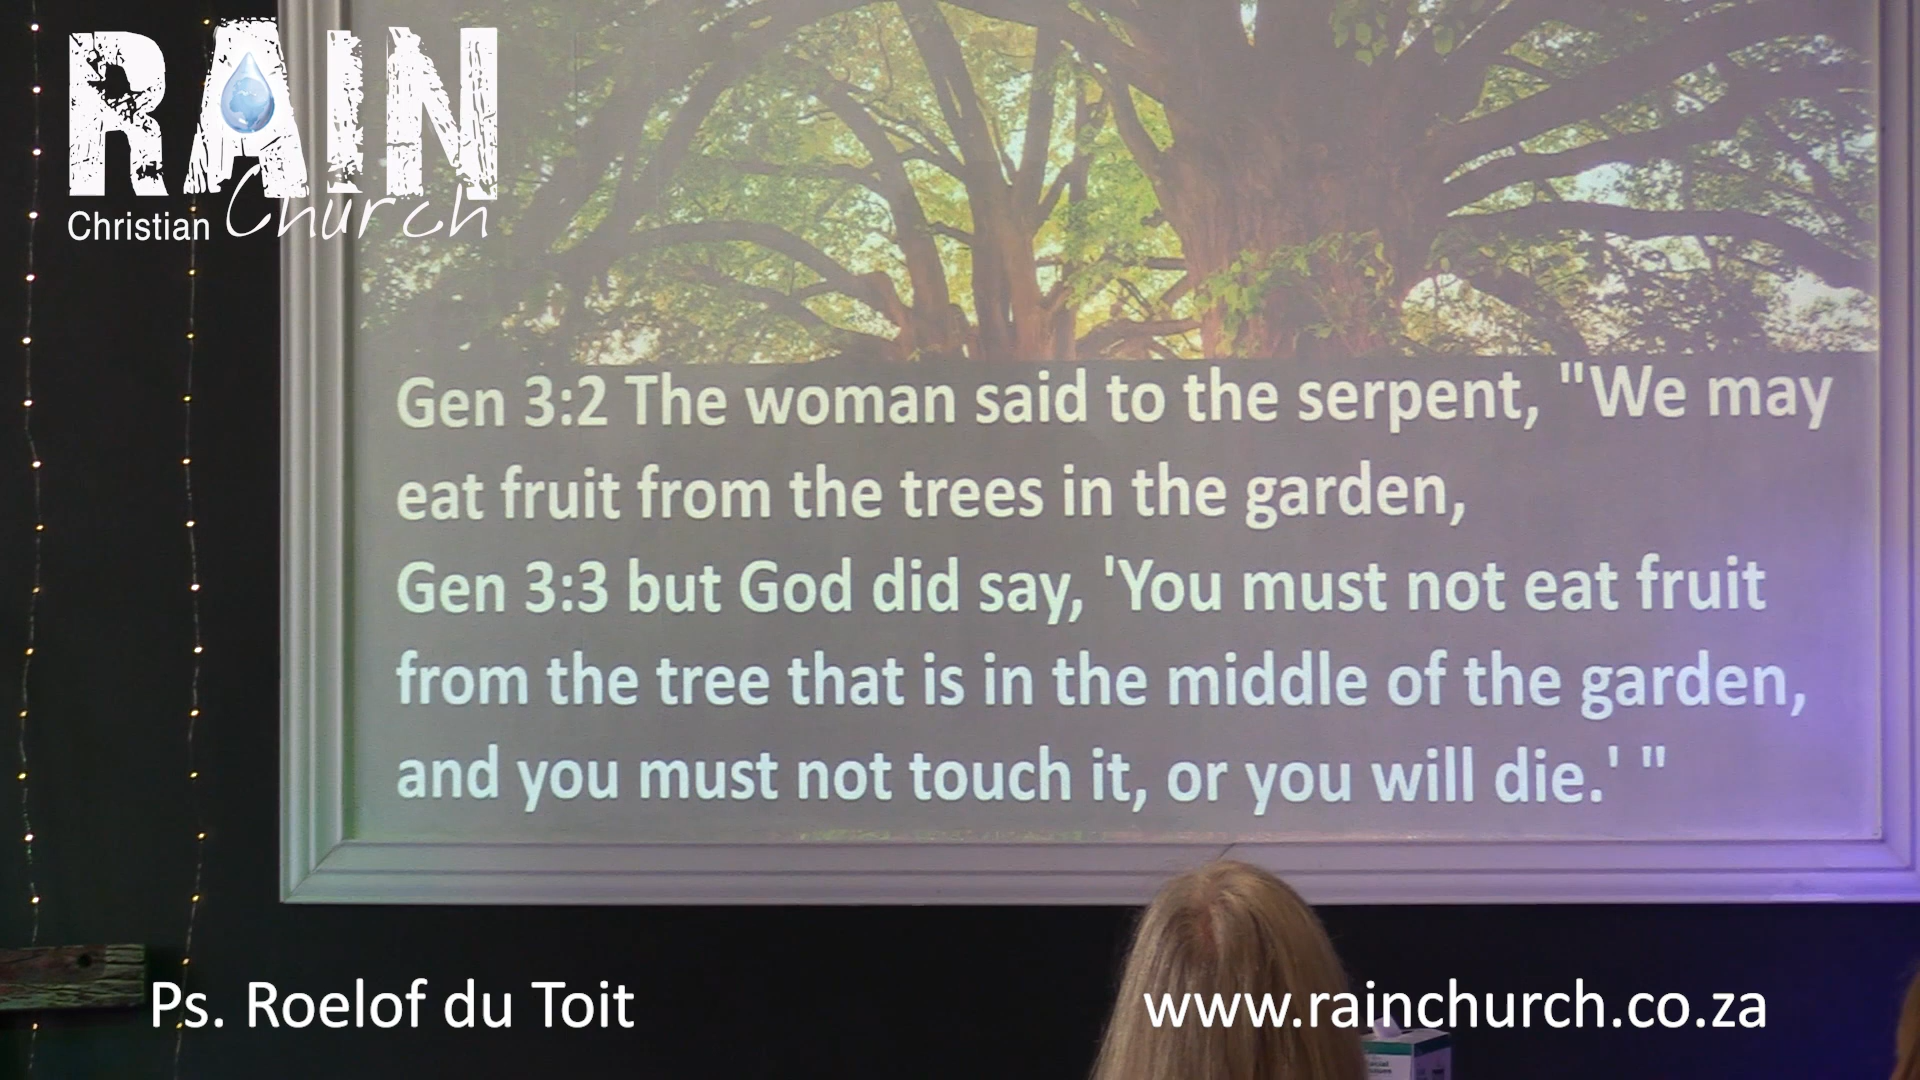 RAIN
Christian Church
Gen 3:2 The woman said to the serpent, "We may
eat fruit from the trees in the garden,
Gen 3:3 but God did say, 'You must not eat fruit
from the tree that is in the middle of the garden,
and you must not touch it, or you will die.' "
Ps. Roelof du Toit
www.rainchurch.co.za